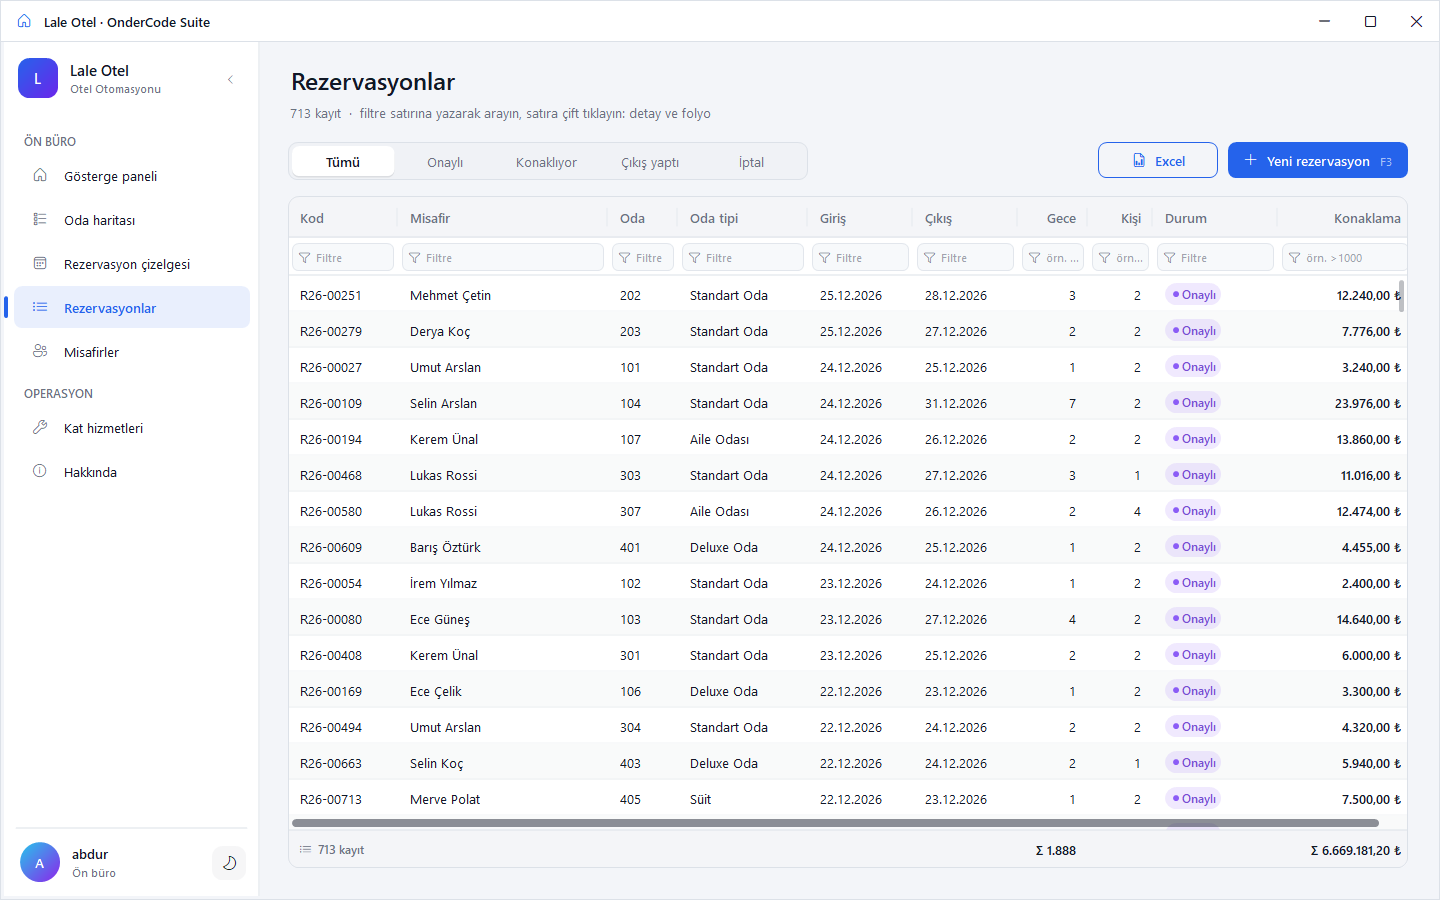 Lale Otel · OnderCode Suite
L
Lale Otel
Otel Otomasyonu
ÖN BÜRO
Gösterge paneli
Oda haritası
Rezervasyon çizelgesi
Rezervasyonlar
Misafirler
OPERASYON
Kat hizmetleri
Hakkında
A
abdur
Ön büro
Rezervasyonlar
713 kayıt · filtre satırına yazarak arayın, satıra çift tıklayın: detay ve folyo
Tümü Onaylı Konaklıyor Çıkış yaptı İptal
Excel
Yeni rezervasyon F3
Kod Misafir Oda Oda tipi Giriş Çıkış Gece Kişi Durum Konaklama
Filtre Filtre Filtre Filtre Filtre Filtre örn. ... örn... Filtre örn. >1000
R26-00251 Mehmet Çetin 202 Standart Oda 25.12.2026 28.12.2026 3 2 Onaylı 12.240,00 ₺
R26-00279 Derya Koç 203 Standart Oda 25.12.2026 27.12.2026 2 2 Onaylı 7.776,00 ₺
R26-00027 Umut Arslan 101 Standart Oda 24.12.2026 25.12.2026 1 2 Onaylı 3.240,00 ₺
R26-00109 Selin Arslan 104 Standart Oda 24.12.2026 31.12.2026 7 2 Onaylı 23.976,00 ₺
R26-00194 Kerem Ünal 107 Aile Odası 24.12.2026 26.12.2026 2 2 Onaylı 13.860,00 ₺
R26-00468 Lukas Rossi 303 Standart Oda 24.12.2026 27.12.2026 3 1 Onaylı 11.016,00 ₺
R26-00580 Lukas Rossi 307 Aile Odası 24.12.2026 26.12.2026 2 4 Onaylı 12.474,00 ₺
R26-00609 Barış Öztürk 401 Deluxe Oda 24.12.2026 25.12.2026 1 2 Onaylı 4.455,00 ₺
R26-00054 İrem Yılmaz 102 Standart Oda 23.12.2026 24.12.2026 1 2 Onaylı 2.400,00 ₺
R26-00080 Ece Güneş 103 Standart Oda 23.12.2026 27.12.2026 4 2 Onaylı 14.640,00 ₺
R26-00408 Kerem Ünal 301 Standart Oda 23.12.2026 25.12.2026 2 2 Onaylı 6.000,00 ₺
R26-00169 Ece Çelik 106 Deluxe Oda 22.12.2026 23.12.2026 1 2 Onaylı 3.300,00 ₺
R26-00494 Umut Arslan 304 Standart Oda 22.12.2026 24.12.2026 2 2 Onaylı 4.320,00 ₺
R26-00663 Selin Koç 403 Deluxe Oda 22.12.2026 24.12.2026 2 1 Onaylı 5.940,00 ₺
R26-00713 Merve Polat 405 Süit 22.12.2026 23.12.2026 1 2 Onaylı 7.500,00 ₺
713 kayıt Σ 1.888 Σ 6.669.181,20 ₺